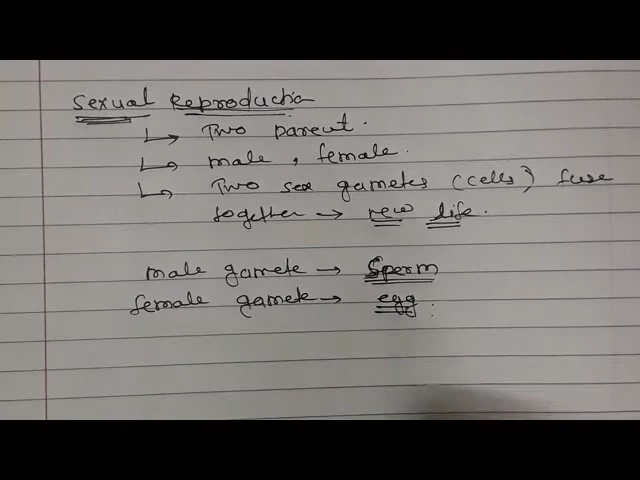 Sexual Reproduction
↳ Two parent.
↳ male, female.
↳ Two sex gametes (cells) fuse
together → new life.
male gamete → Sperm
female gamete → egg.